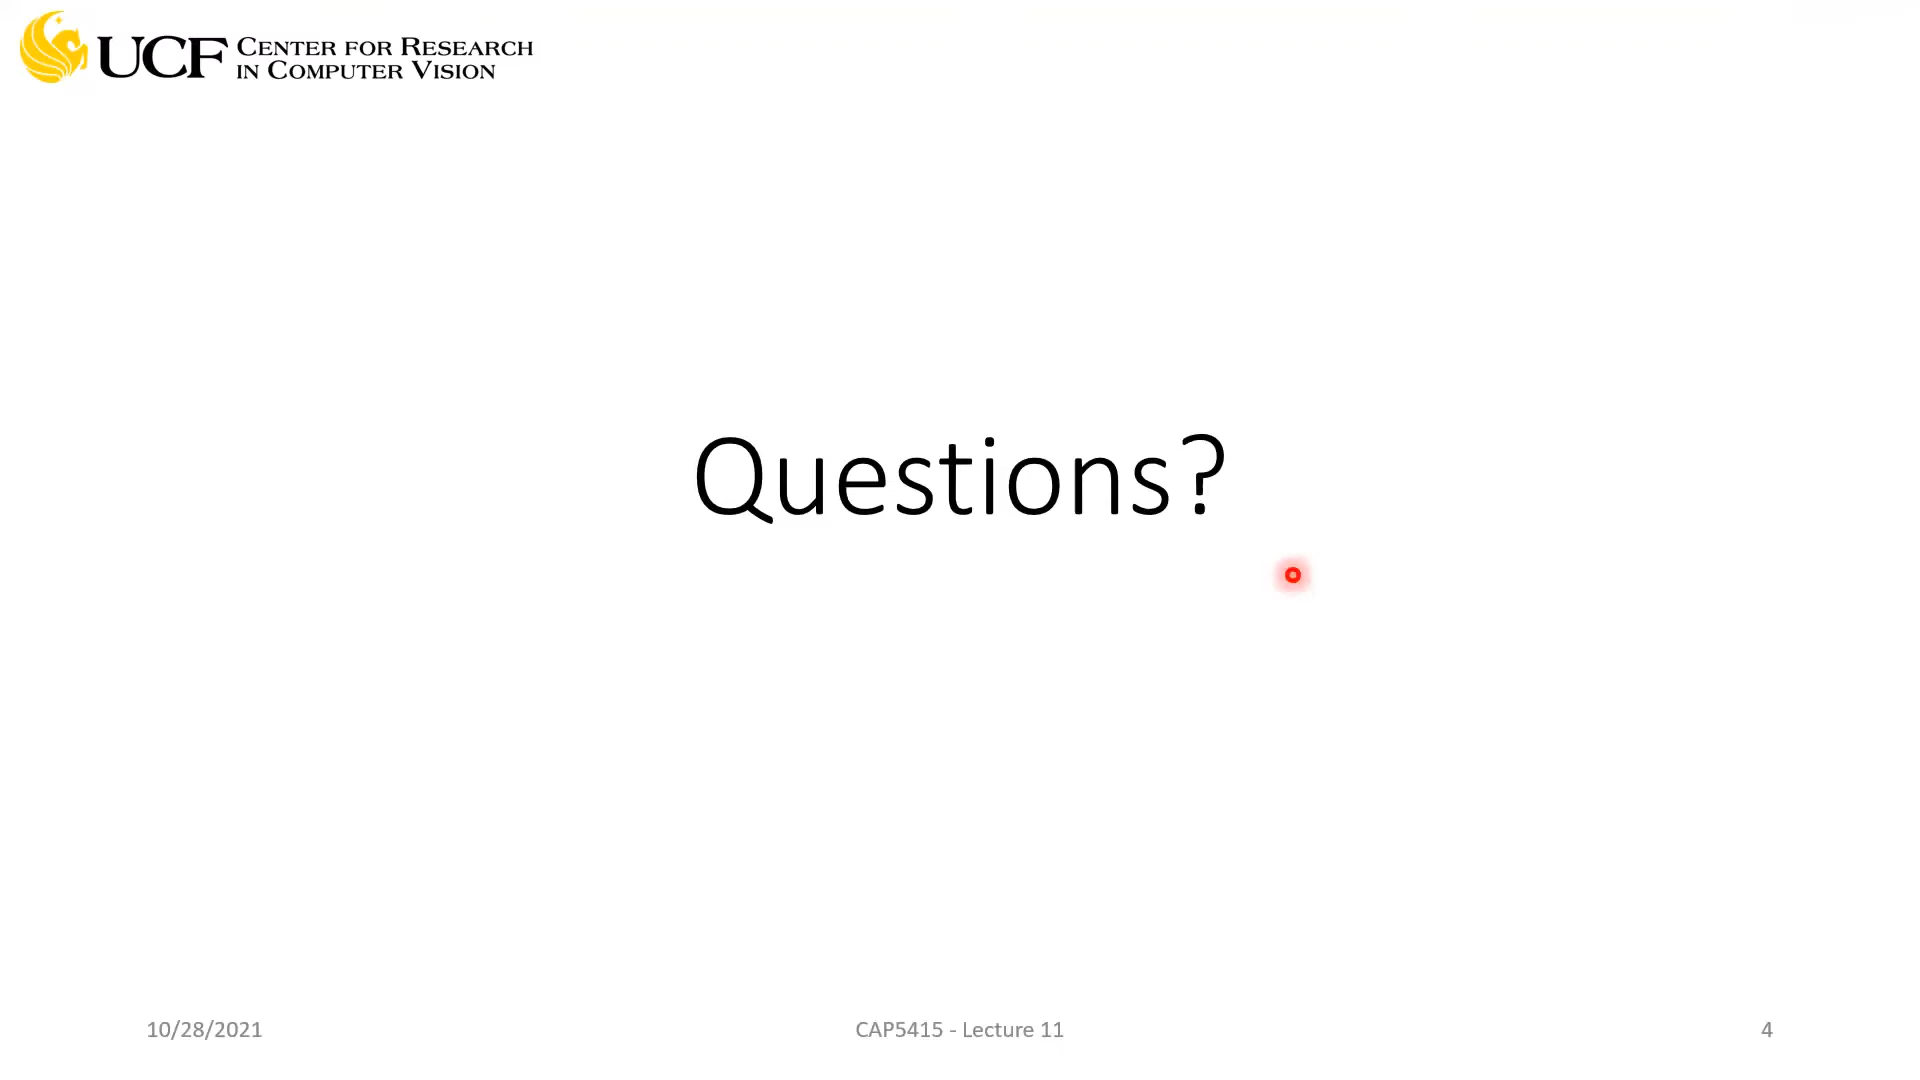 UCF CENTER FOR RESEARCH
IN COMPUTER VISION
Questions?
10/28/2021
CAP5415 - Lecture 11
4